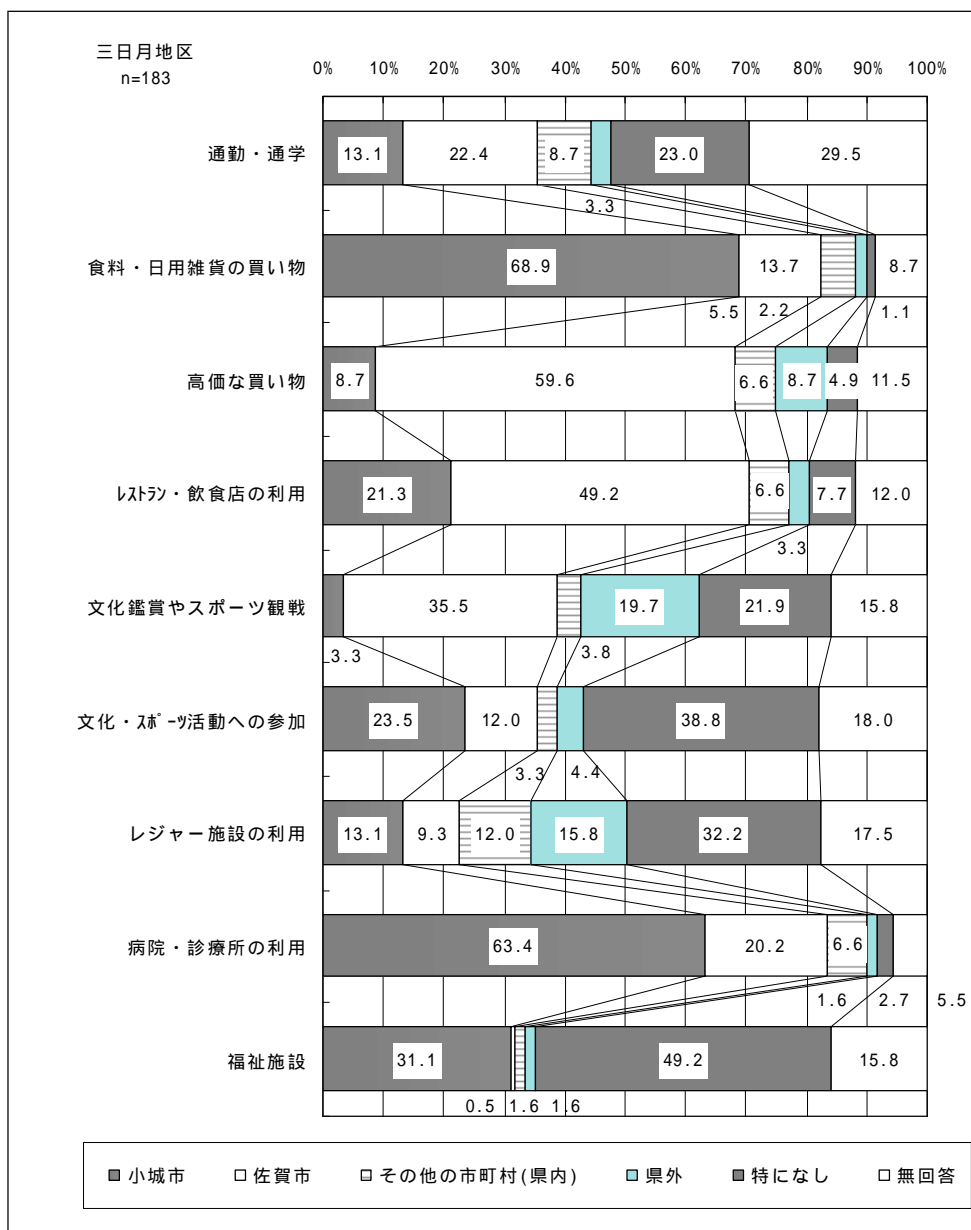 三日月地区
n=183
0% 10% 20% 30% 40% 50% 60% 70% 80% 90% 100%
通勤・通学 13.1 22.4 8.7 23.0 29.5
3.3
食料・日用雑貨の買い物 68.9 13.7 8.7
5.5 2.2 1.1
高価な買い物 8.7 59.6 6.6 8.7 4.9 11.5
ﾚｽﾄﾗﾝ・飲食店の利用 21.3 49.2 6.6 7.7 12.0
3.3
文化鑑賞やスポーツ観戦 35.5 19.7 21.9 15.8
3.3 3.8
文化・ｽﾎﾟｰﾂ活動への参加 23.5 12.0 38.8 18.0
3.3 4.4
レジャー施設の利用 13.1 9.3 12.0 15.8 32.2 17.5
病院・診療所の利用 63.4 20.2 6.6
1.6 2.7 5.5
福祉施設 31.1 49.2 15.8
0.5 1.6 1.6
小城市 佐賀市 その他の市町村(県内) 県外 特になし 無回答